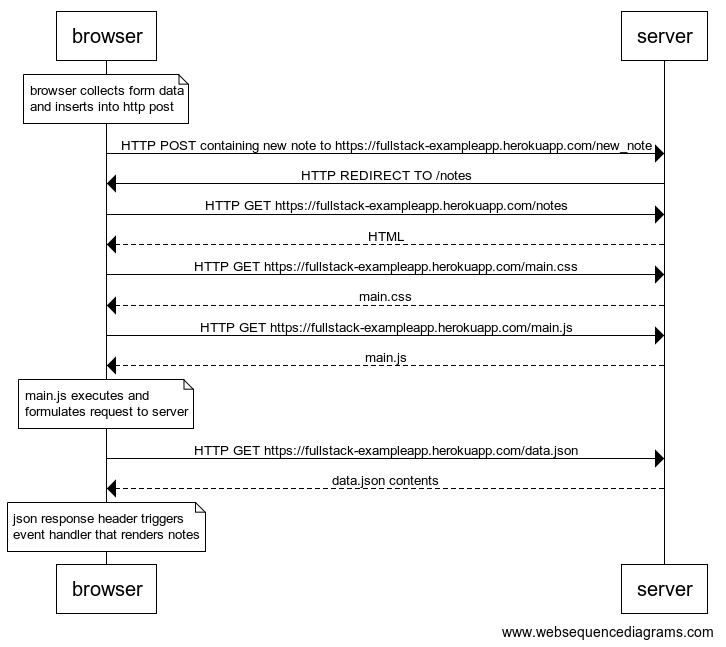 browser
server
browser collects form data
and inserts into http post
HTTP POST containing new note to https://fullstack-exampleapp.herokuapp.com/new_note
HTTP REDIRECT TO /notes
HTTP GET https://fullstack-exampleapp.herokuapp.com/notes
HTML
HTTP GET https://fullstack-exampleapp.herokuapp.com/main.css
main.css
HTTP GET https://fullstack-exampleapp.herokuapp.com/main.js
main.js
main.js executes and
formulates request to server
HTTP GET https://fullstack-exampleapp.herokuapp.com/data.json
data.json contents
json response header triggers
event handler that renders notes
browser
server
www.websequencediagrams.com